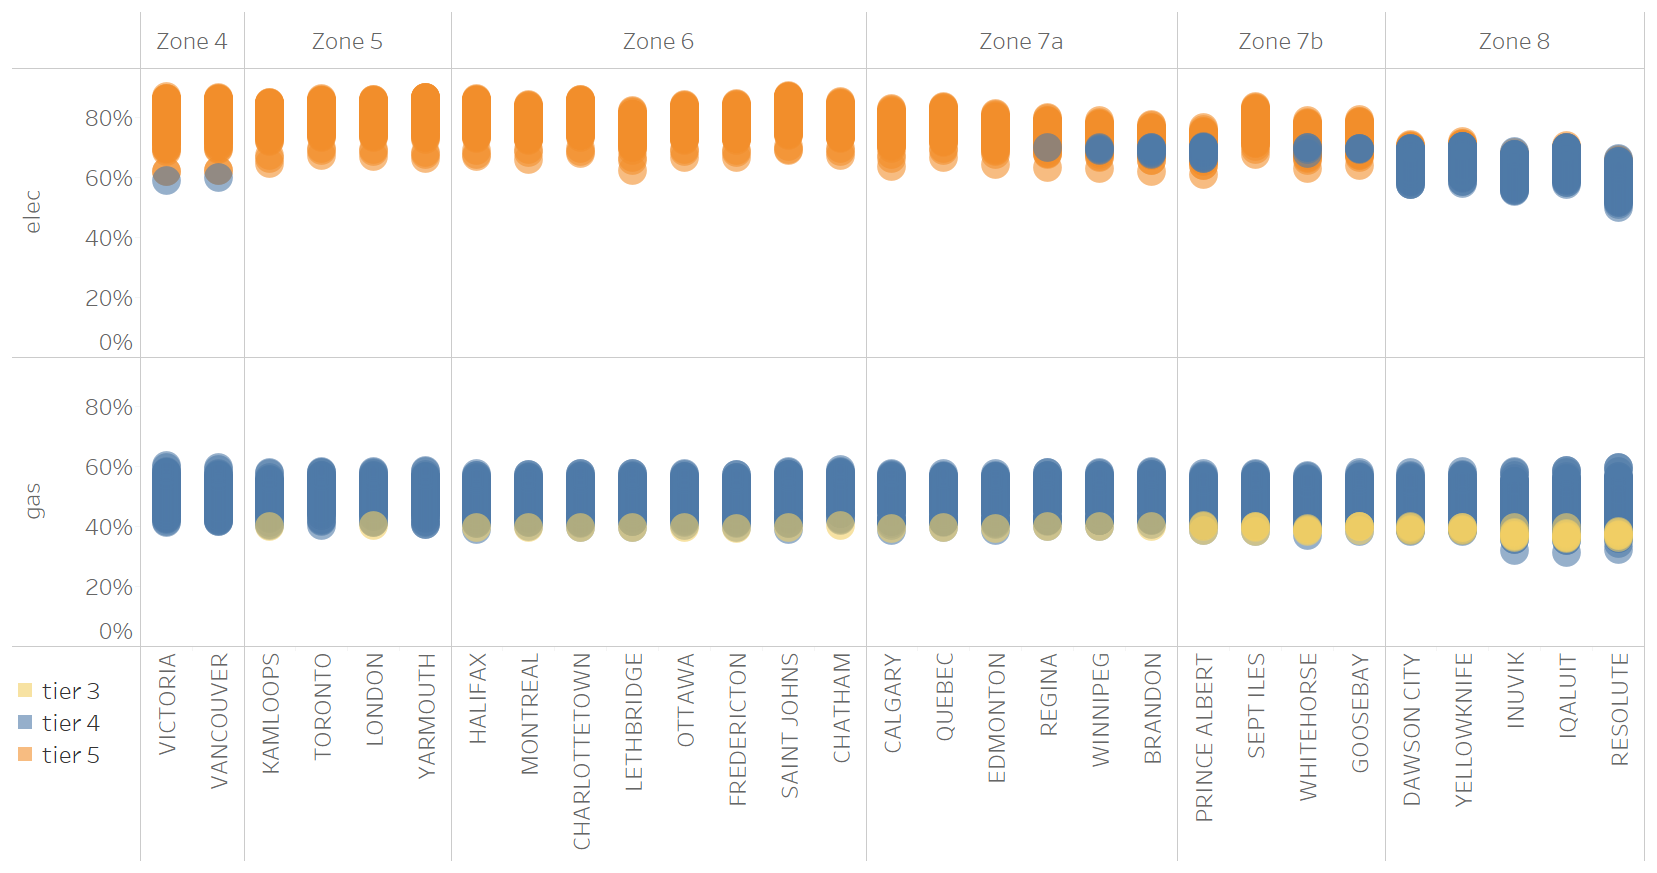 Zone 4 Zone 5 Zone 6 Zone 7a Zone 7b Zone 8
elec
80%
60%
40%
20%
0%
gas
80%
60%
40%
20%
0%
tier 3
tier 4
tier 5
VICTORIA
VANCOUVER
KAMLOOPS
TORONTO
LONDON
YARMOUTH
HALIFAX
MONTREAL
CHARLOTTETOWN
LETHBRIDGE
OTTAWA
FREDERICTON
SAINT JOHNS
CHATHAM
CALGARY
QUEBEC
EDMONTON
REGINA
WINNIPEG
BRANDON
PRINCE ALBERT
SEPT ILES
WHITEHORSE
GOOSEBAY
DAWSON CITY
YELLOWKNIFE
INUVIK
IQALUIT
RESOLUTE